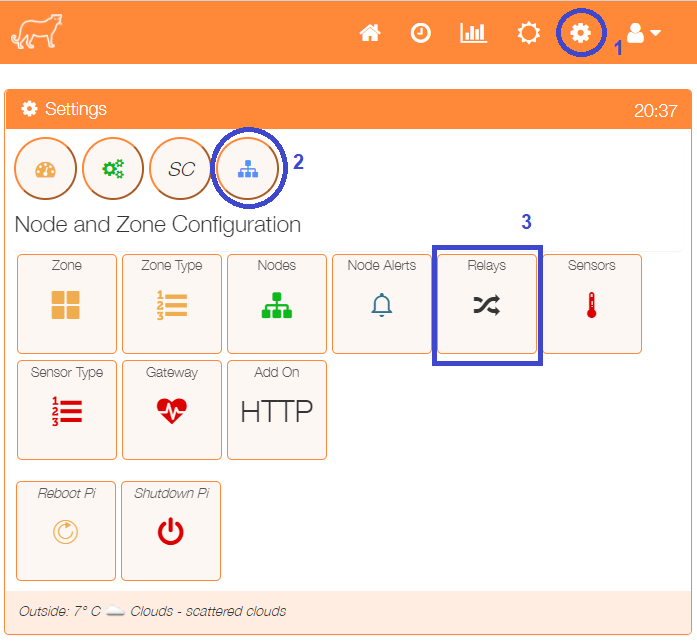 1
Settings
20:37
SC
2
Node and Zone Configuration
3
Zone
Zone Type
Nodes
Node Alerts
Relays
Sensors
1
2
3
Sensor Type
Gateway
Add On
1
2
3
HTTP
Reboot Pi
Shutdown Pi
Outside: 7° C Clouds - scattered clouds